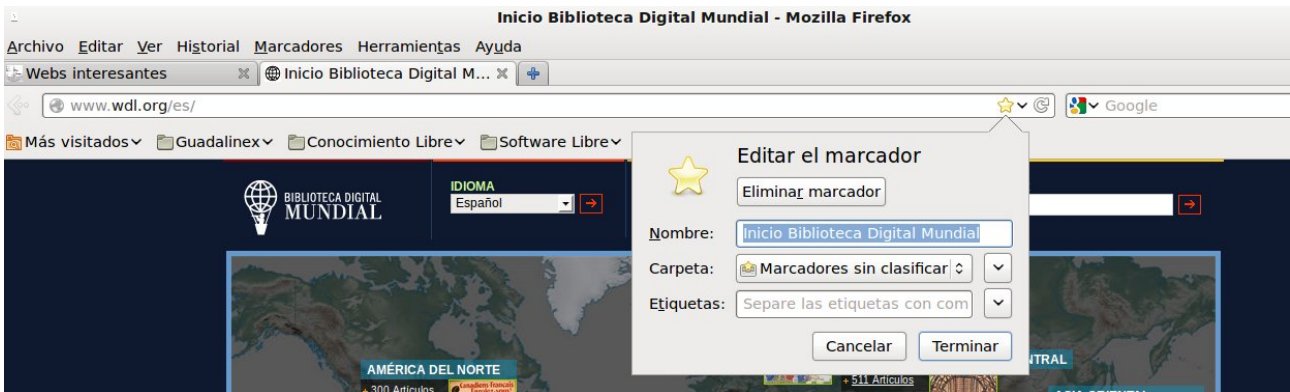 Inicio Biblioteca Digital Mundial - Mozilla Firefox
Archivo Editar Ver Historial Marcadores Herramientas Ayuda
Webs interesantes
Inicio Biblioteca Digital M...
www.wdl.org/es/
Google
Más visitados
Guadalinex
Conocimiento Libre
Software Libre
Editar el marcador
Eliminar marcador
BIBLIOTECA DIGITAL
MUNDIAL
IDIOMA
Español
Nombre: Inicio Biblioteca Digital Mundial
Carpeta: Marcadores sin clasificar
Etiquetas: Separe las etiquetas con com
Cancelar
Terminar
AMÉRICA DEL NORTE
+ 300 Artículos
+ 511 Artículos